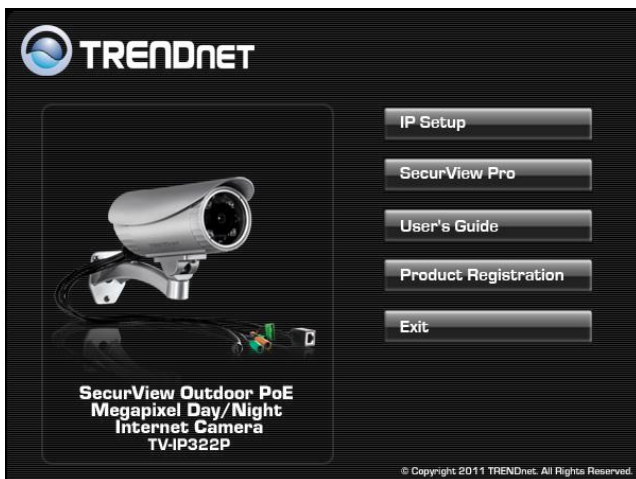 TRENDNET
IP Setup
SecurView Pro
User's Guide
Product Registration
Exit
SecurView Outdoor PoE
Megapixel Day/Night
Internet Camera
TV-IP322P
© Copyright 2011 TRENDnet. All Rights Reserved.